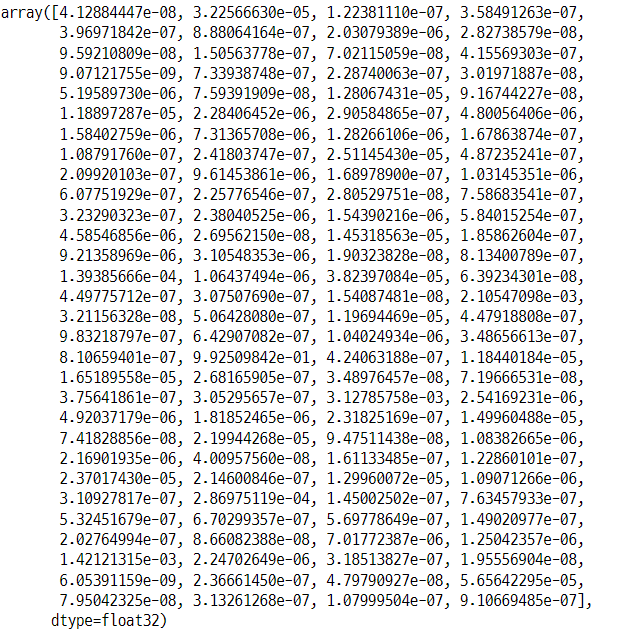 array([4.12884447e-08, 3.22566630e-05, 1.22381110e-07, 3.58491263e-07,
3.96971842e-07, 8.88064164e-07, 2.03079389e-06, 2.82738579e-08,
9.59210809e-08, 1.50563778e-07, 7.02115059e-08, 4.15569303e-07,
9.07121755e-09, 7.33938748e-07, 2.28740063e-07, 3.01971887e-08,
5.19589730e-06, 7.59391909e-08, 1.28067431e-05, 9.16744227e-08,
1.18897287e-05, 2.28406452e-06, 2.90584865e-07, 4.80056406e-06,
1.58402759e-06, 7.31365708e-06, 1.28266106e-06, 1.67863874e-07,
1.08791760e-07, 2.41803747e-07, 2.51145430e-05, 4.87235241e-07,
2.09920103e-07, 9.61453861e-06, 1.68978900e-07, 1.03145351e-06,
6.07751929e-07, 2.25776546e-07, 2.80529751e-08, 7.58683541e-07,
3.23290323e-07, 2.38040525e-06, 1.54390216e-06, 5.84015254e-07,
4.58546856e-06, 2.69562150e-08, 1.45318563e-05, 1.85862604e-07,
9.21358969e-06, 3.10548353e-06, 1.90323828e-08, 8.13400789e-07,
1.39385666e-04, 1.06437494e-06, 3.82397084e-05, 6.39234301e-08,
4.49775712e-07, 3.07507690e-07, 1.54087481e-08, 2.10547098e-03,
3.21156328e-08, 5.06428080e-07, 1.19694469e-05, 4.47918808e-07,
9.83218797e-07, 6.42907082e-07, 1.04024934e-06, 3.48656613e-07,
8.10659401e-07, 9.92509842e-01, 4.24063188e-07, 1.18440184e-05,
1.65189558e-05, 2.68165905e-07, 3.48976457e-08, 7.19666531e-08,
3.75641861e-07, 3.05295657e-07, 3.12785758e-03, 2.54169231e-06,
4.92037179e-06, 1.81852465e-06, 2.31825169e-07, 1.49960488e-05,
7.41828856e-08, 2.19944268e-05, 9.47511438e-08, 1.08382665e-06,
2.16901935e-06, 4.00957560e-08, 1.61133485e-07, 1.22860101e-07,
2.37017430e-05, 2.14600846e-07, 1.29960072e-05, 1.09071266e-06,
3.10927817e-07, 2.86975119e-04, 1.45002502e-07, 7.63457933e-07,
5.32451679e-07, 6.70299357e-07, 5.69778649e-07, 1.49020977e-07,
2.02764994e-07, 8.66082388e-08, 7.01772387e-06, 1.25042357e-06,
1.42121315e-03, 2.24702649e-06, 3.18513827e-07, 1.95556904e-08,
6.05391159e-09, 2.36661450e-07, 4.79790927e-08, 5.65642295e-05,
7.95042325e-08, 3.13261268e-07, 1.07999504e-07, 9.10669485e-07],
dtype=float32)